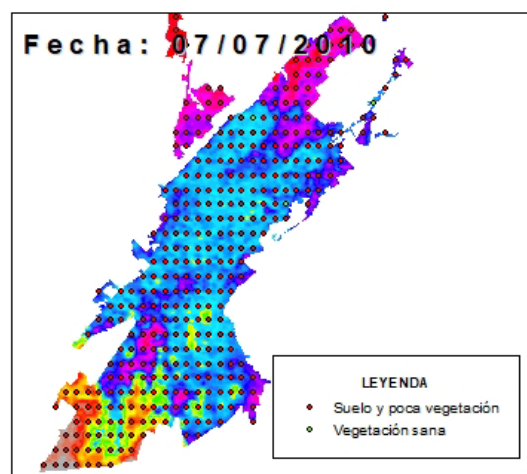 Fecha: 07/07/2010
LEYENDA
Suelo y poca vegetación
Vegetación sana